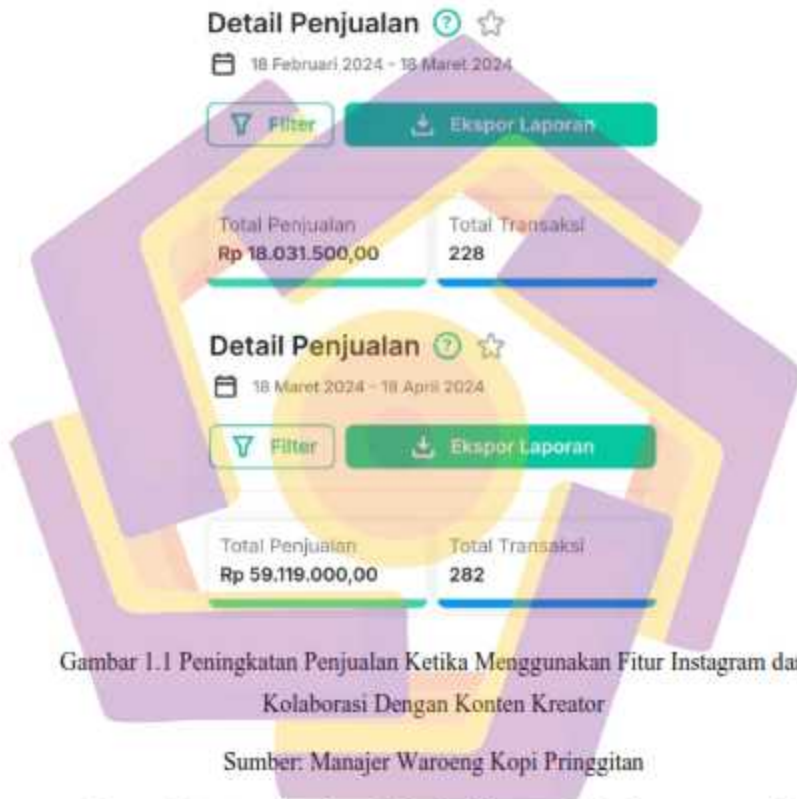 Detail Penjualan
18 Februari 2024 - 18 Maret 2024
Filter
Ekspor Laporan
Total Penjualan
Rp 18.031.500,00
Total Transaksi
228
Detail Penjualan
18 Maret 2024 - 18 April 2024
Filter
Ekspor Laporan
Total Penjualan
Rp 59.119.000,00
Total Transaksi
282
Gambar 1.1 Peningkatan Penjualan Ketika Menggunakan Fitur Instagram
Kolaborasi Dengan Konten Kreator
Sumber: Manajer Waroeng Kopi Pringgitan